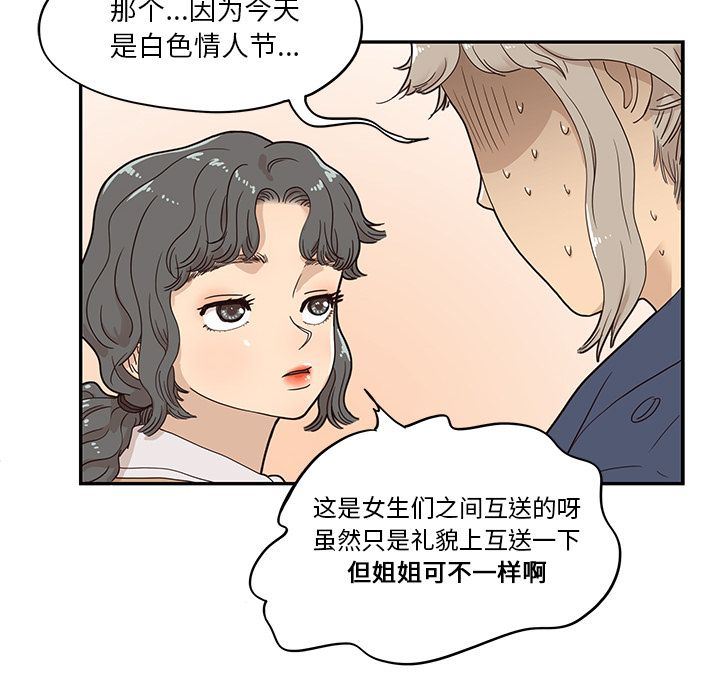 那个...因为今天
是白色情人节...
这是女生们之间互送的呀
虽然只是礼貌上互送一下
但姐姐可不一样啊